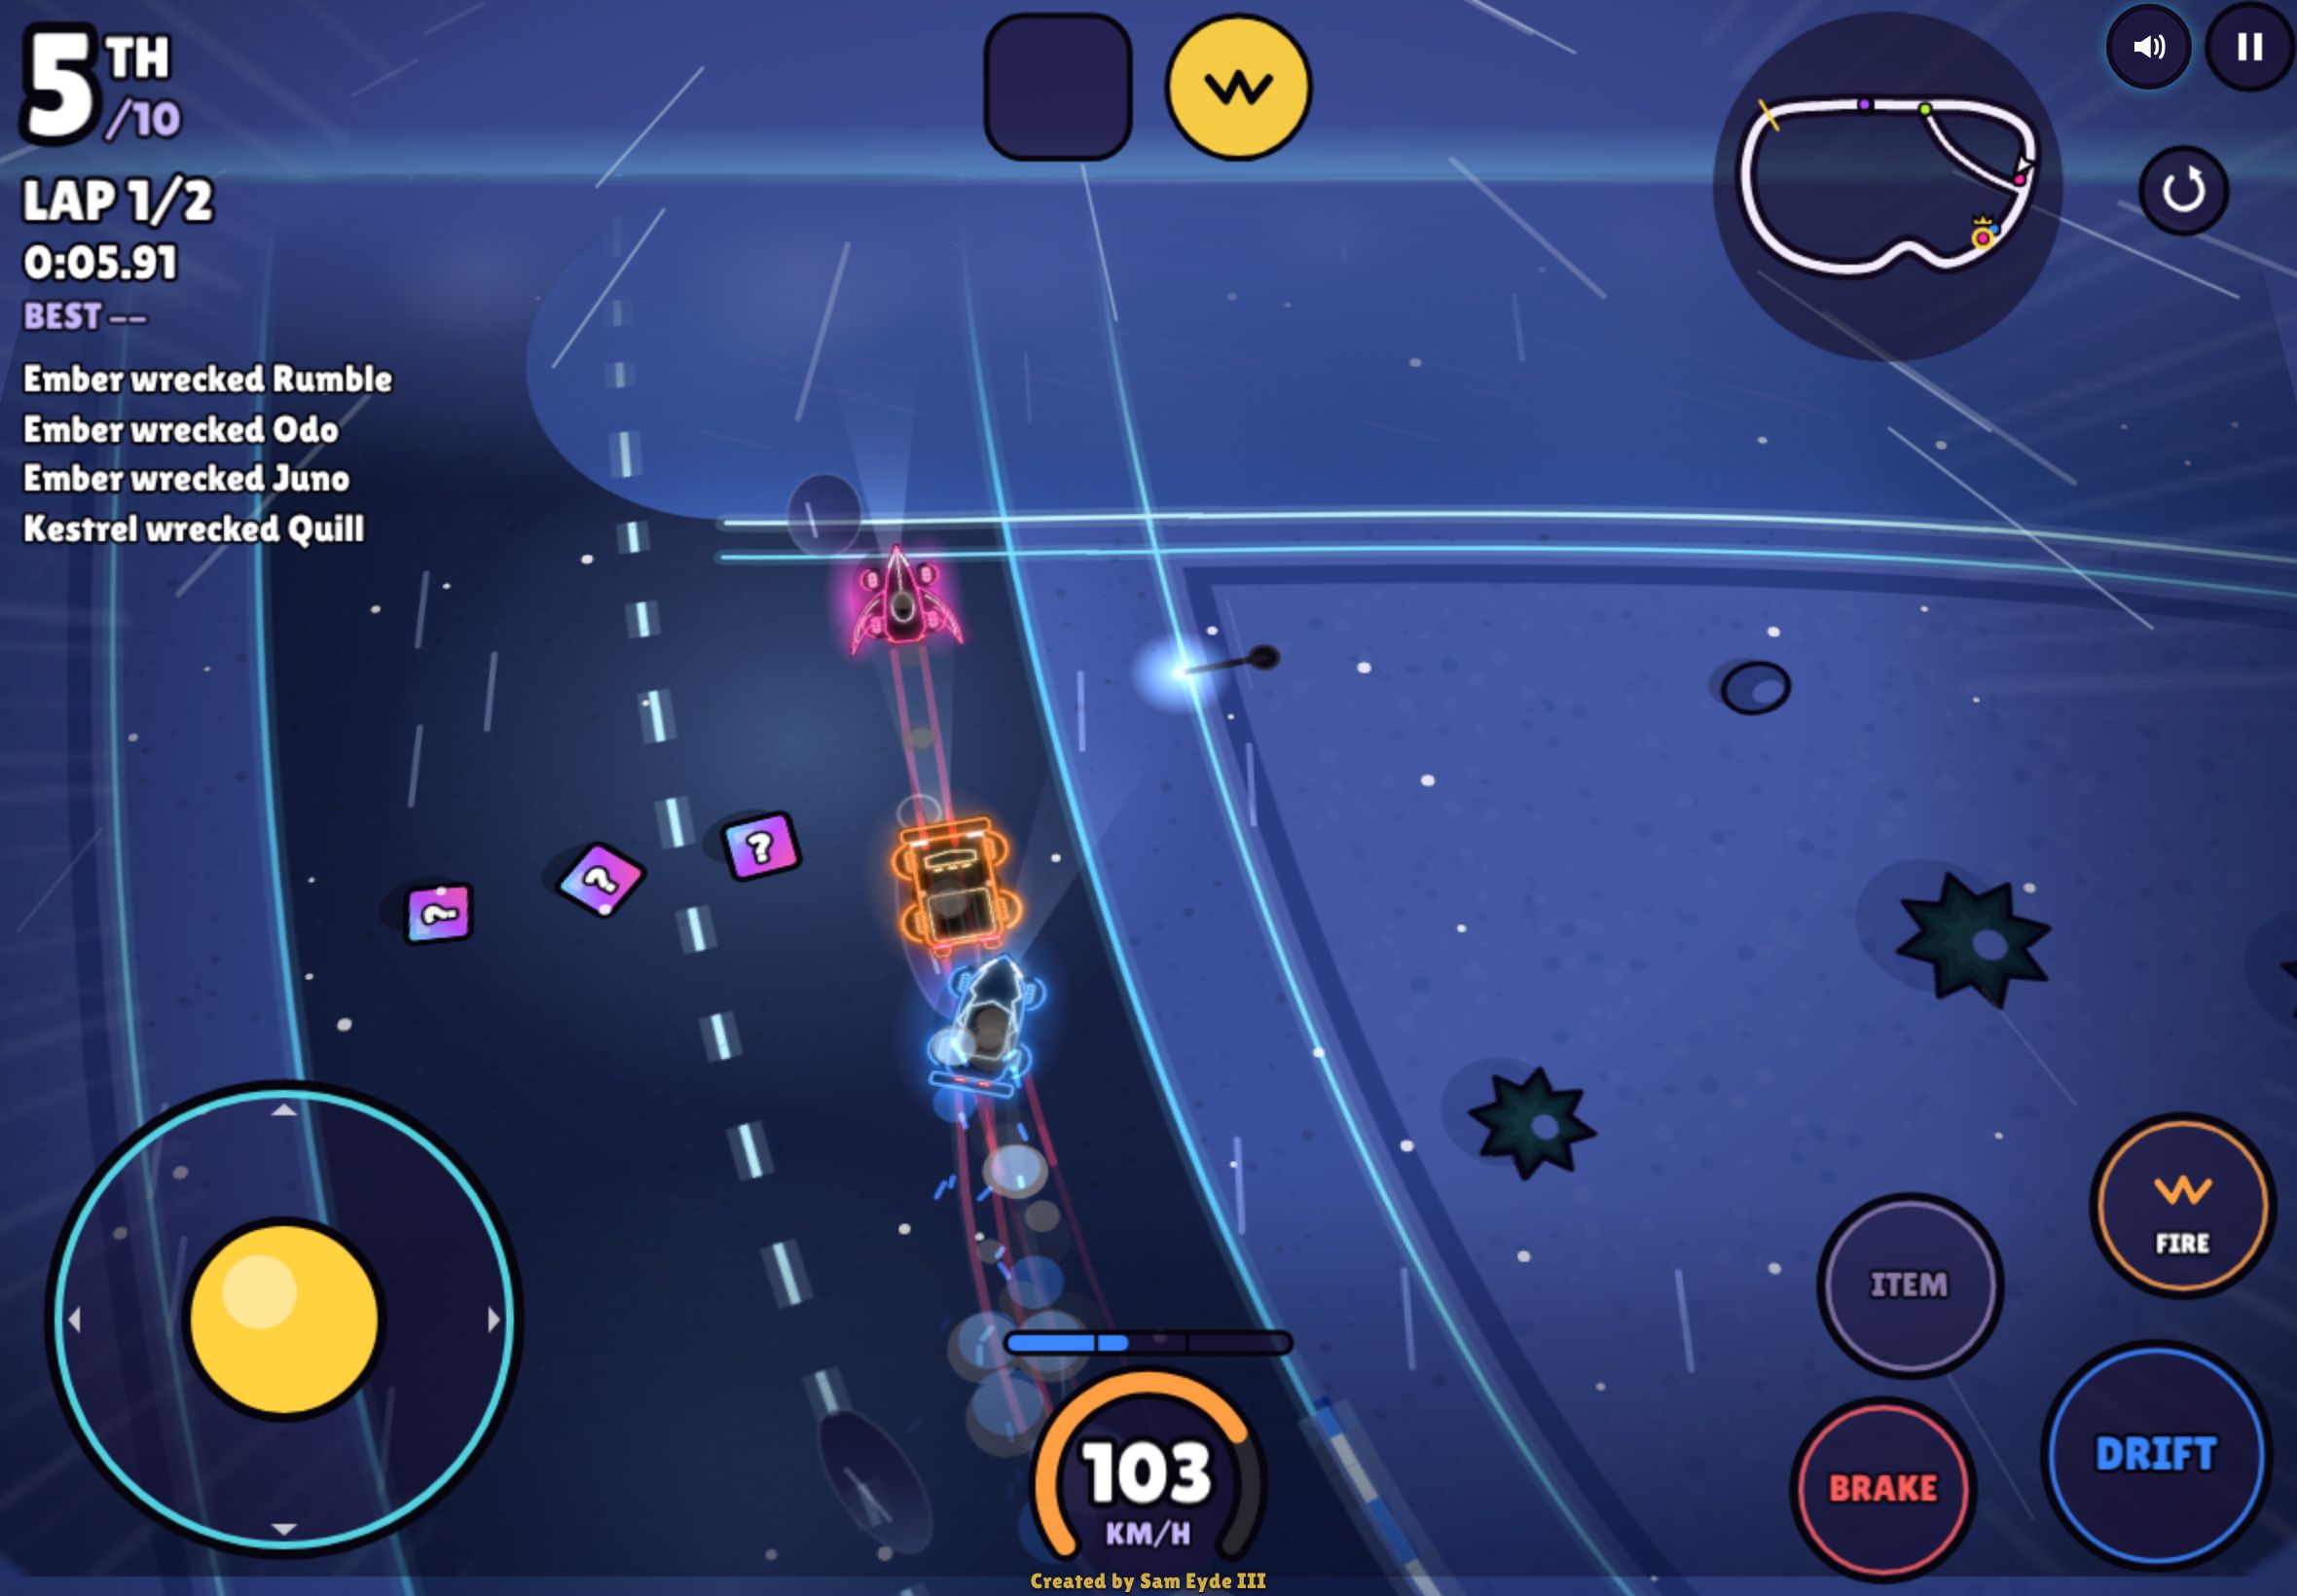 5TH
/10
LAP 1/2
0:05.91
BEST --
Ember wrecked Rumble
Ember wrecked Odo
Ember wrecked Juno
Kestrel wrecked Quill
?
?
?
FIRE
ITEM
DRIFT
BRAKE
103
KM/H
Created by Sam Eyde III